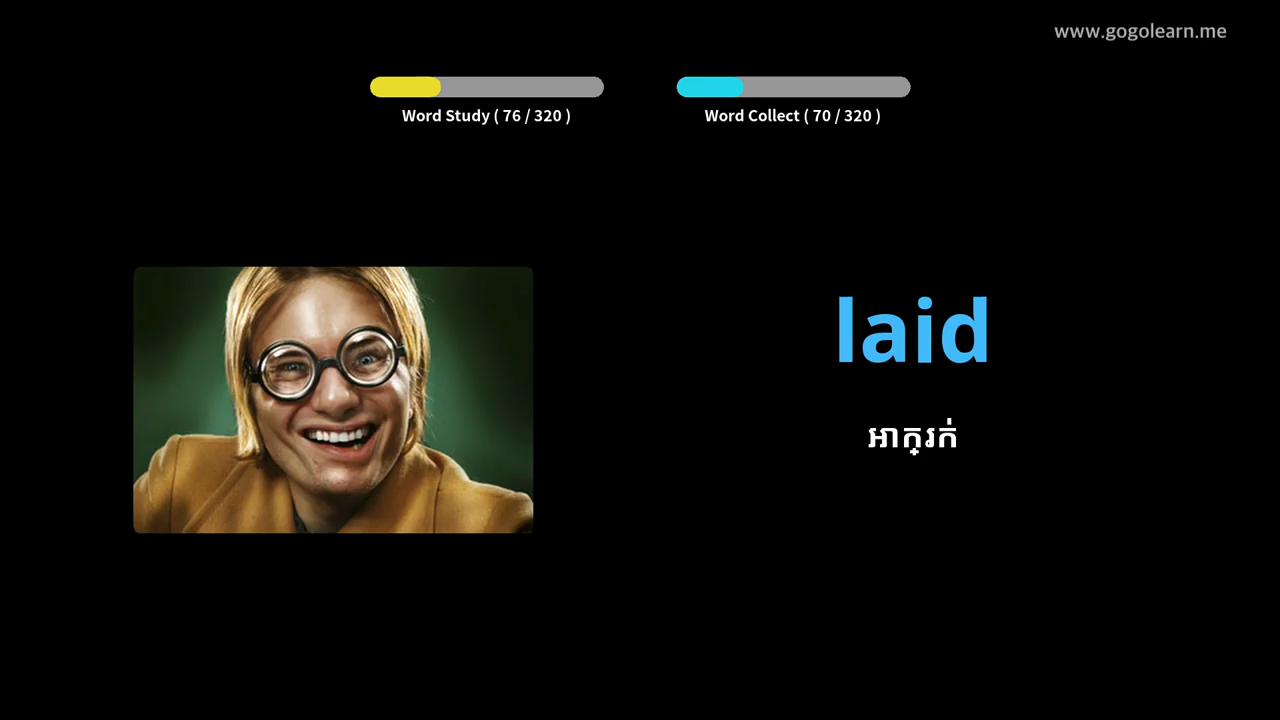 www.gogolearn.me
Word Study ( 76 / 320 )
Word Collect ( 70 / 320 )
laid
អាក្រក់